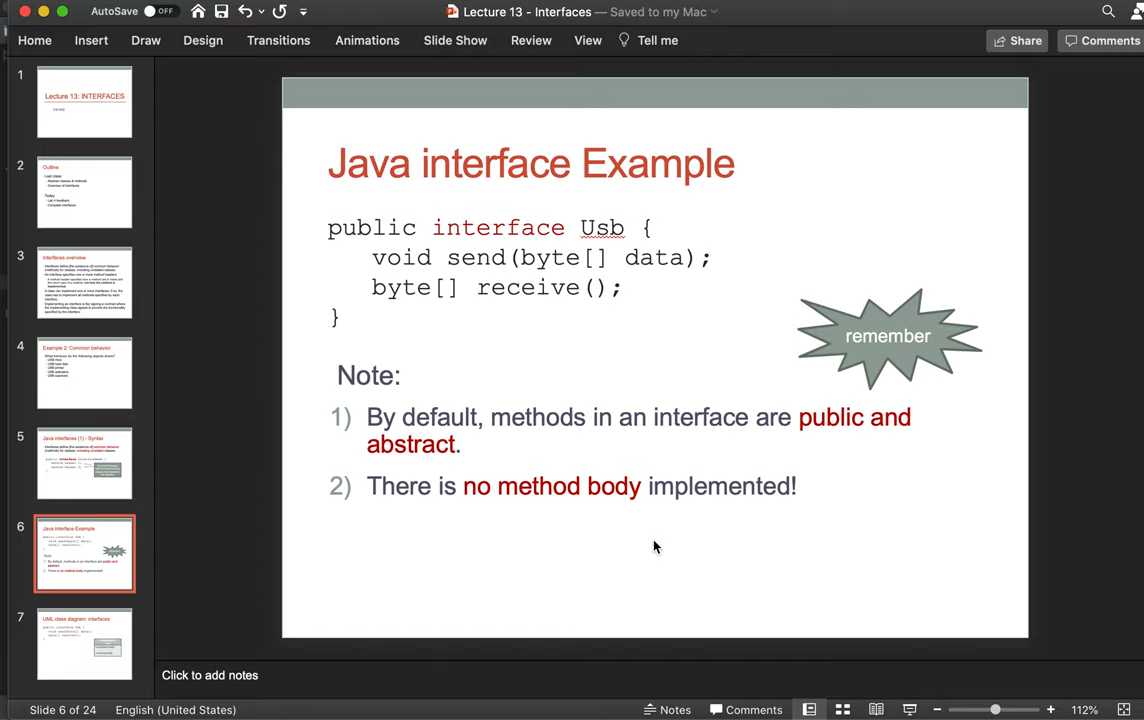 AutoSave OFF
Lecture 13 - Interfaces — Saved to my Mac
Home Insert Draw Design Transitions Animations Slide Show Review View Tell me Share Comments
1
Lecture 13: INTERFACES
2
Outline
Last class:
Today
3
Interfaces overview
4
Example 2: Common behavior
5
Java interfaces (1) - Syntax
6
Java interface Example
7
UML class diagram: interfaces
Java interface Example
public interface Usb {
void send(byte[] data);
byte[] receive();
}
remember
Note:
1) By default, methods in an interface are public and
abstract.
2) There is no method body implemented!
Click to add notes
Slide 6 of 24 English (United States) Notes Comments 112%